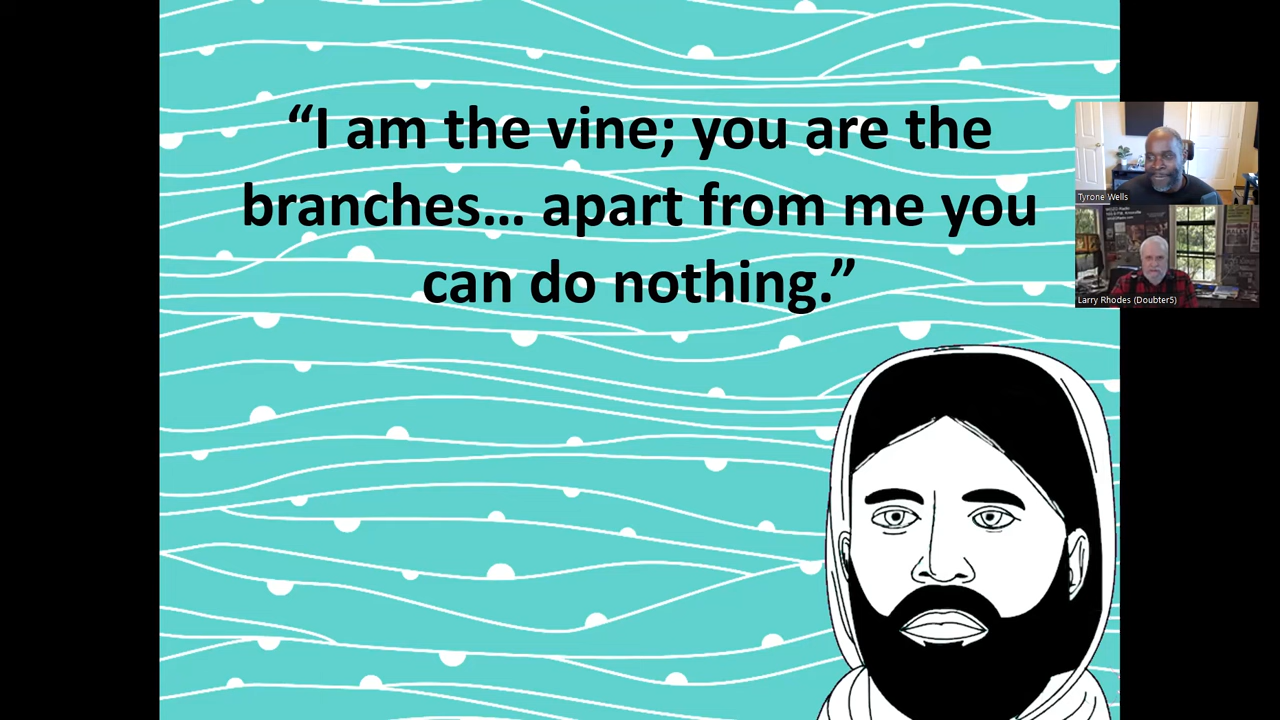 “I am the vine; you are the
branches... apart from me you
can do nothing.”
Tyrone Wells
Larry Rhodes (Doubter5)